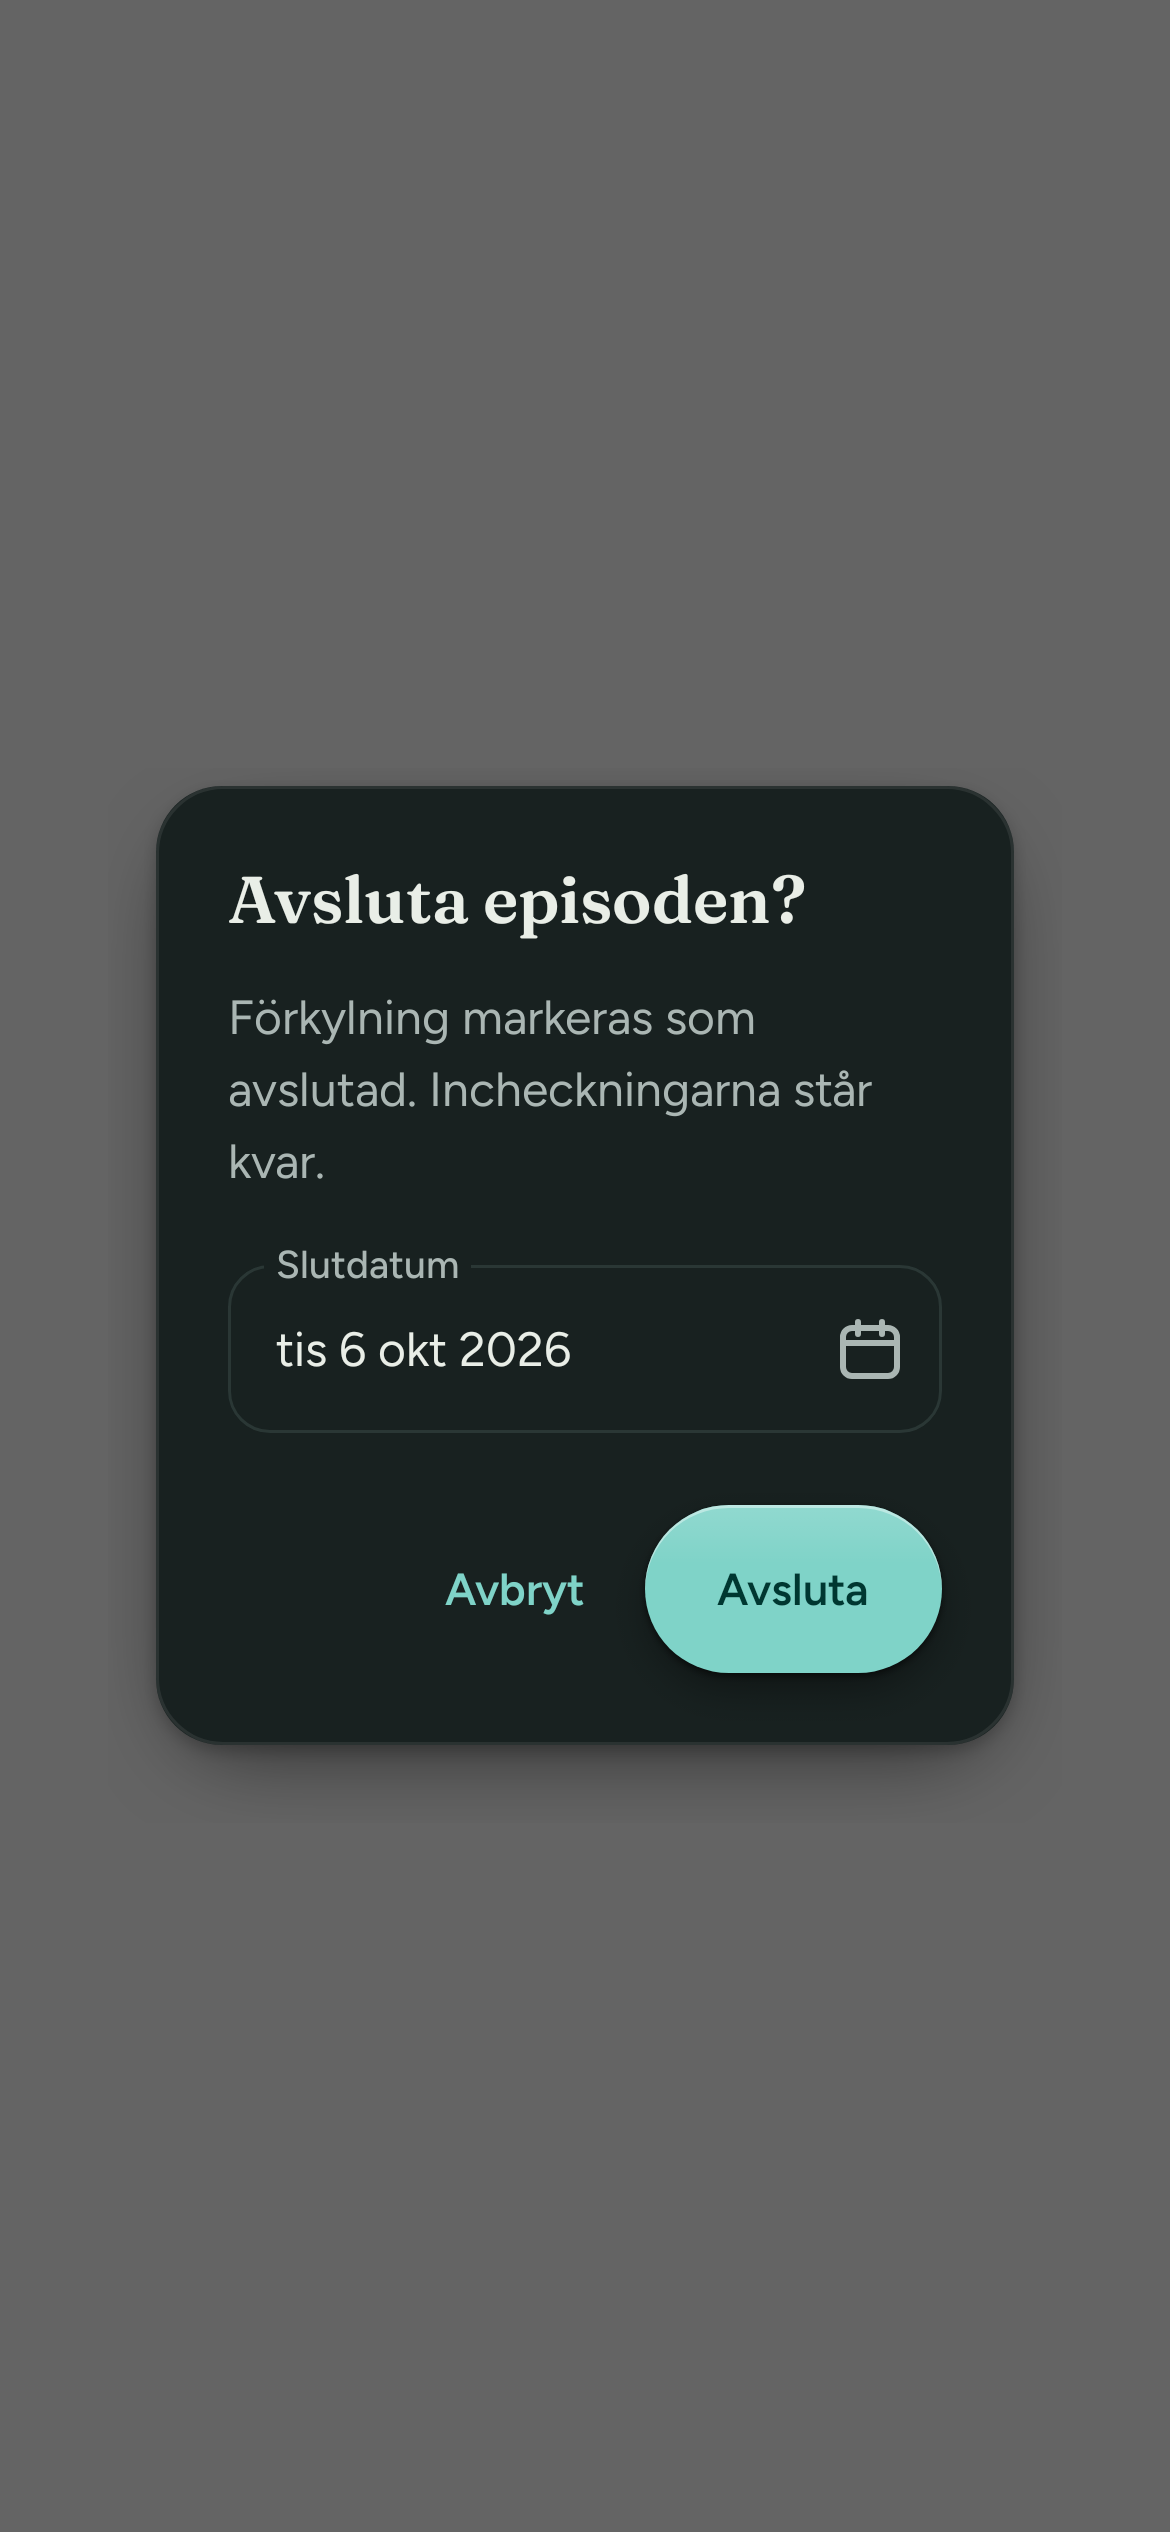 Avsluta episoden?
Förkylning markeras som
avslutad. Incheckningarna står
kvar.
Slutdatum
tis 6 okt 2026
Avbryt
Avsluta